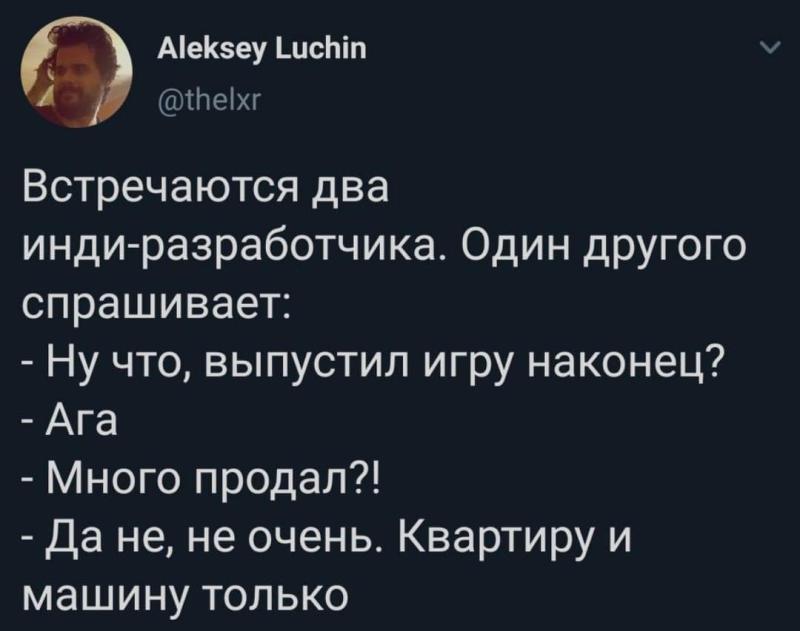 Aleksey Luchin
@thelxr
Встречаются два
инди-разработчика. Один другого
спрашивает:
- Ну что, выпустил игру наконец?
- Ага
- Много продал?!
- Да не, не очень. Квартиру и
машину только